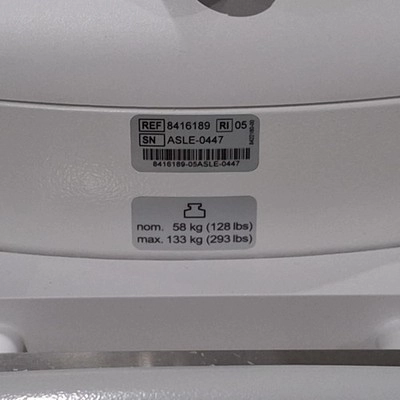 REF 8416189 RI 05
SN ASLE-0447
8416189-05ASLE-0447
nom. 58 kg (128 lbs)
max. 133 kg (293 lbs)